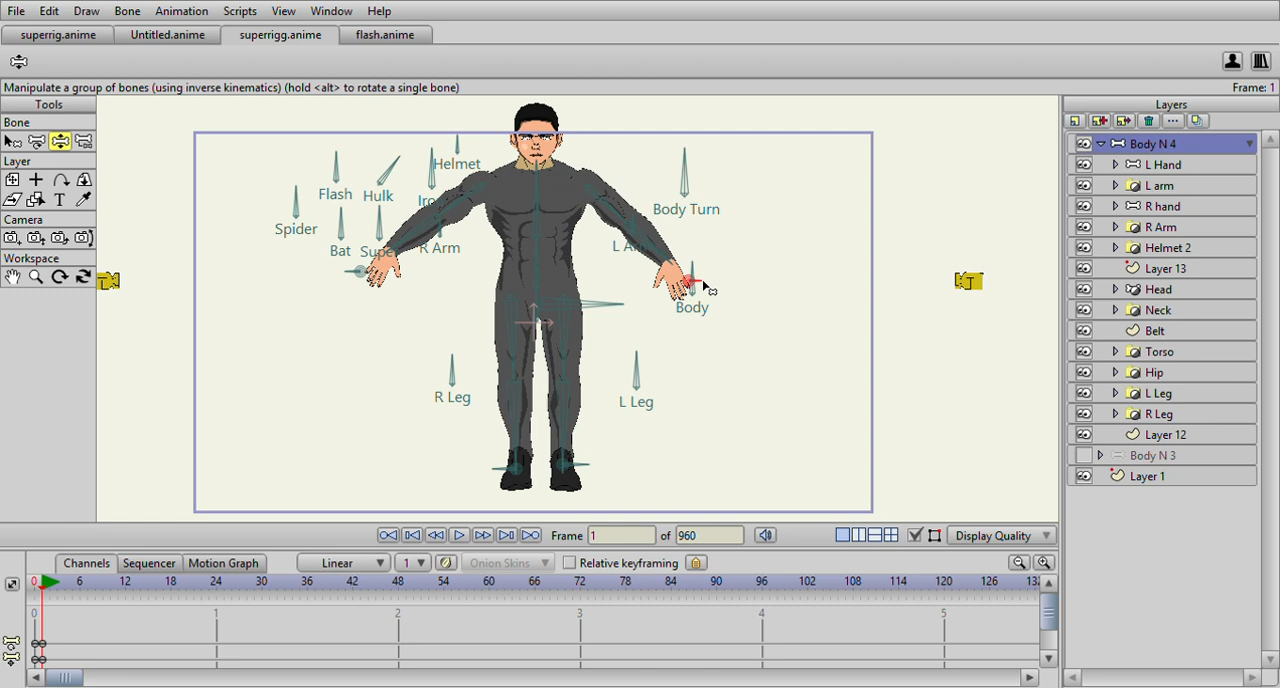 File Edit Draw Bone Animation Scripts View Window Help
superrig.anime Untitled.anime superrigg.anime flash.anime
Manipulate a group of bones (using inverse kinematics) (hold <alt> to rotate a single bone) Frame: 1
Tools
Bone
Layer
T
Camera
Workspace
Helmet
Flash
Hulk
Iro
Spider
Bat
Supe
R Arm
L Ar
Body Turn
Body
R Leg
L Leg
Layers
Body N 4
L Hand
L arm
R hand
R Arm
Helmet 2
Layer 13
Head
Neck
Belt
Torso
Hip
L Leg
R Leg
Layer 12
Body N 3
Layer 1
Frame 1 of 960 Display Quality
Channels Sequencer Motion Graph Linear 1 Onion Skins Relative keyframing
0 6 12 18 24 30 36 42 48 54 60 66 72 78 84 90 96 102 108 114 120 126 132
0 1 2 3 4 5